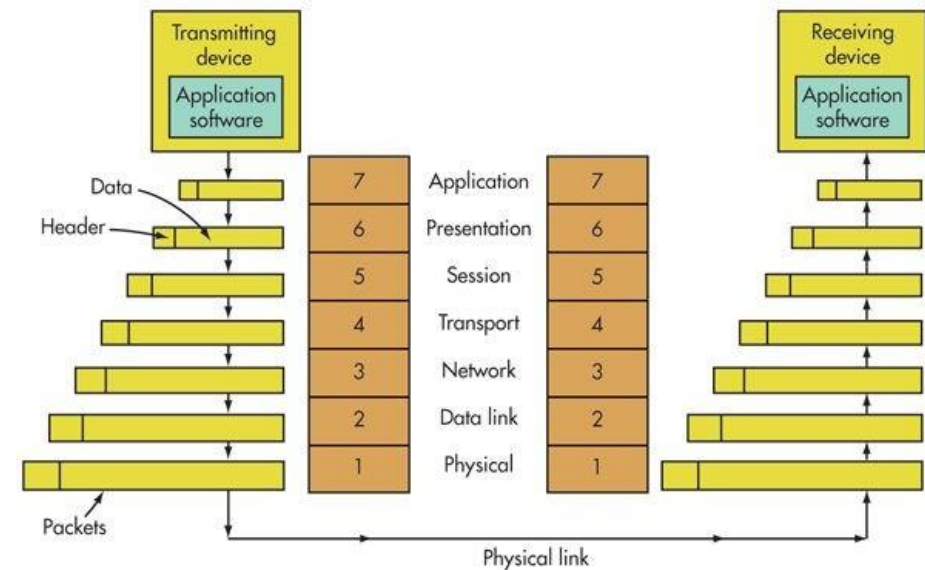 Transmitting
device
Application
software
Receiving
device
Application
software
Data
Header
7 Application 7
6 Presentation 6
5 Session 5
4 Transport 4
3 Network 3
2 Data link 2
1 Physical 1
Packets
Physical link